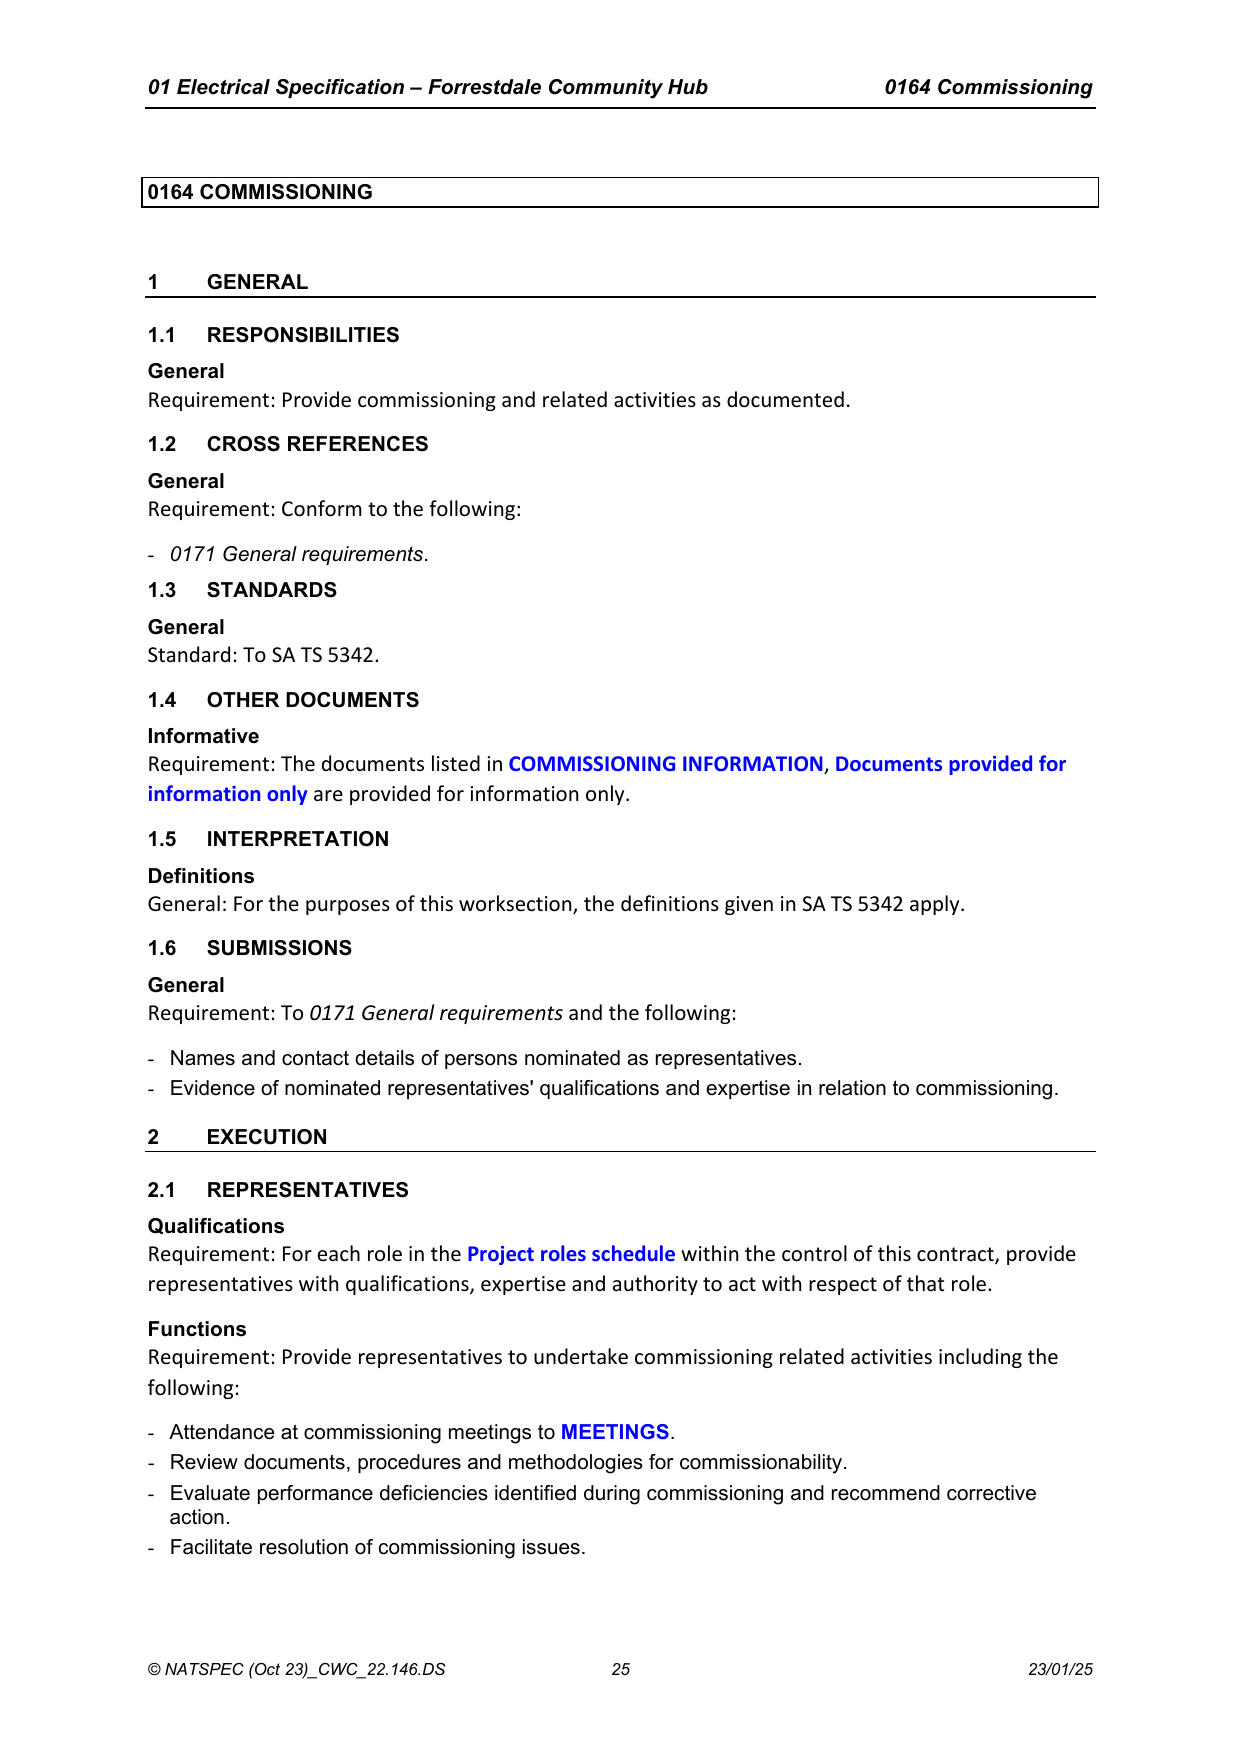 01 Electrical Specification – Forrestdale Community Hub 0164 Commissioning
0164 COMMISSIONING
1 GENERAL
1.1 RESPONSIBILITIES
General
Requirement: Provide commissioning and related activities as documented.
1.2 CROSS REFERENCES
General
Requirement: Conform to the following:
- 0171 General requirements.
1.3 STANDARDS
General
Standard: To SA TS 5342.
1.4 OTHER DOCUMENTS
Informative
Requirement: The documents listed in COMMISSIONING INFORMATION, Documents provided for
information only are provided for information only.
1.5 INTERPRETATION
Definitions
General: For the purposes of this worksection, the definitions given in SA TS 5342 apply.
1.6 SUBMISSIONS
General
Requirement: To 0171 General requirements and the following:
- Names and contact details of persons nominated as representatives.
- Evidence of nominated representatives' qualifications and expertise in relation to commissioning.
2 EXECUTION
2.1 REPRESENTATIVES
Qualifications
Requirement: For each role in the Project roles schedule within the control of this contract, provide
representatives with qualifications, expertise and authority to act with respect of that role.
Functions
Requirement: Provide representatives to undertake commissioning related activities including the
following:
- Attendance at commissioning meetings to MEETINGS.
- Review documents, procedures and methodologies for commissionability.
- Evaluate performance deficiencies identified during commissioning and recommend corrective
action.
- Facilitate resolution of commissioning issues.
© NATSPEC (Oct 23)_CWC_22.146.DS 25 23/01/25